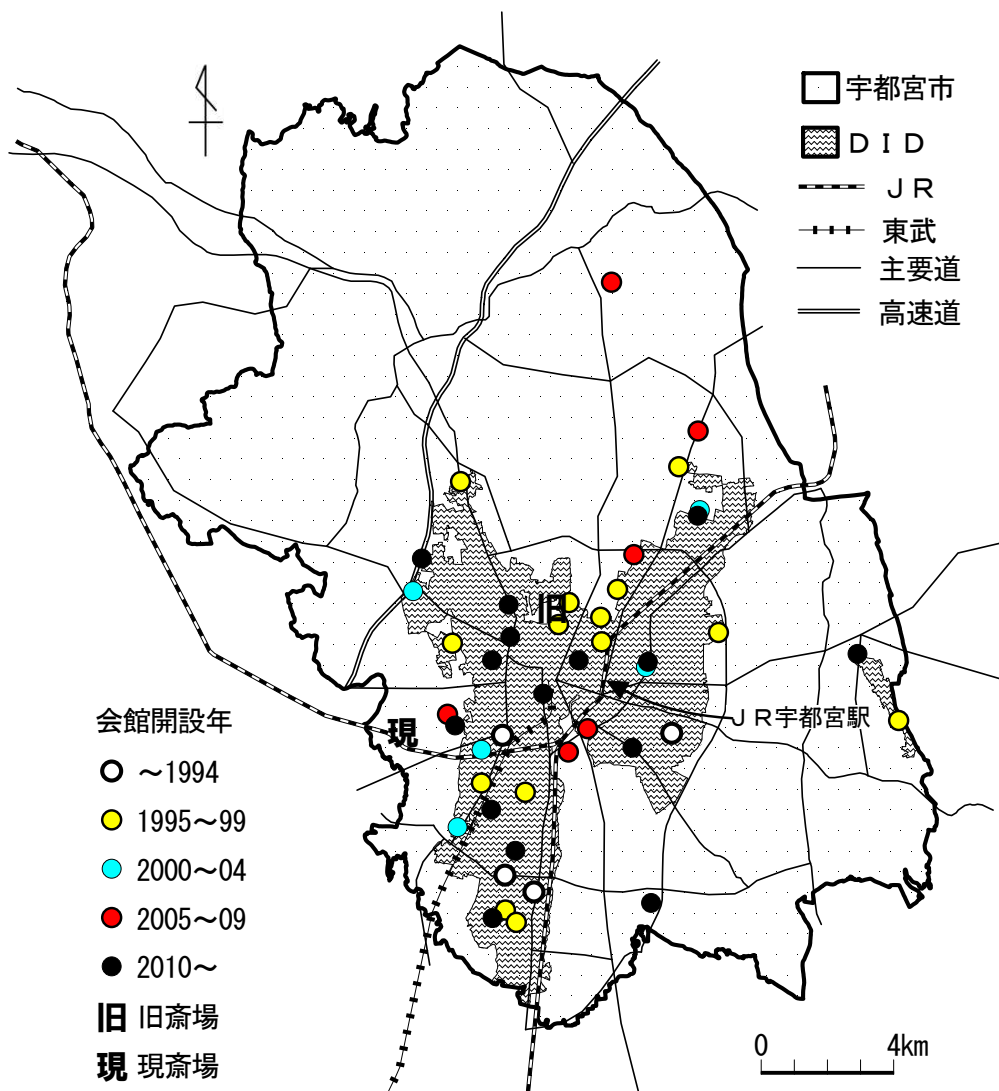 宇都宮市
ＤＩＤ
ＪＲ
東武
主要道
高速道
旧
現
ＪＲ宇都宮駅
会館開設年
～1994
1995～99
2000～04
2005～09
2010～
旧 旧斎場
現 現斎場
0 4km